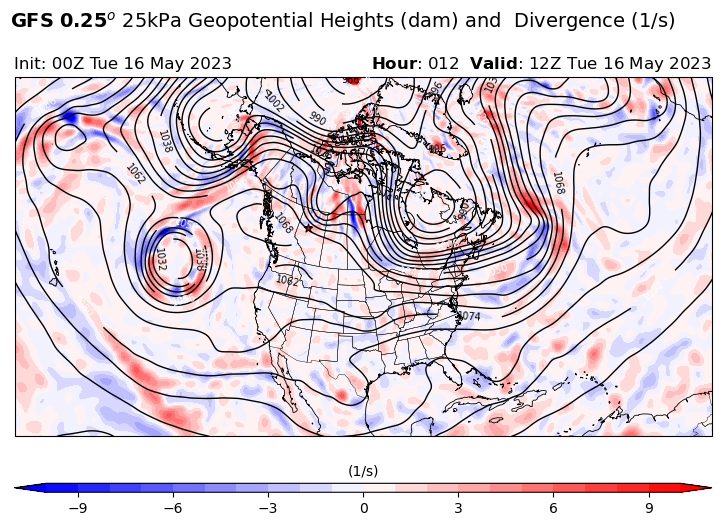 GFS 0.25° 25kPa Geopotential Heights (dam) and  Divergence (1/s)
Init: 00Z Tue 16 May 2023
Hour: 012  Valid: 12Z Tue 16 May 2023
1002
990
1038
1062
1068
1068
1032
1038
1062
1074
(1/s)
−9 −6 −3 0 3 6 9